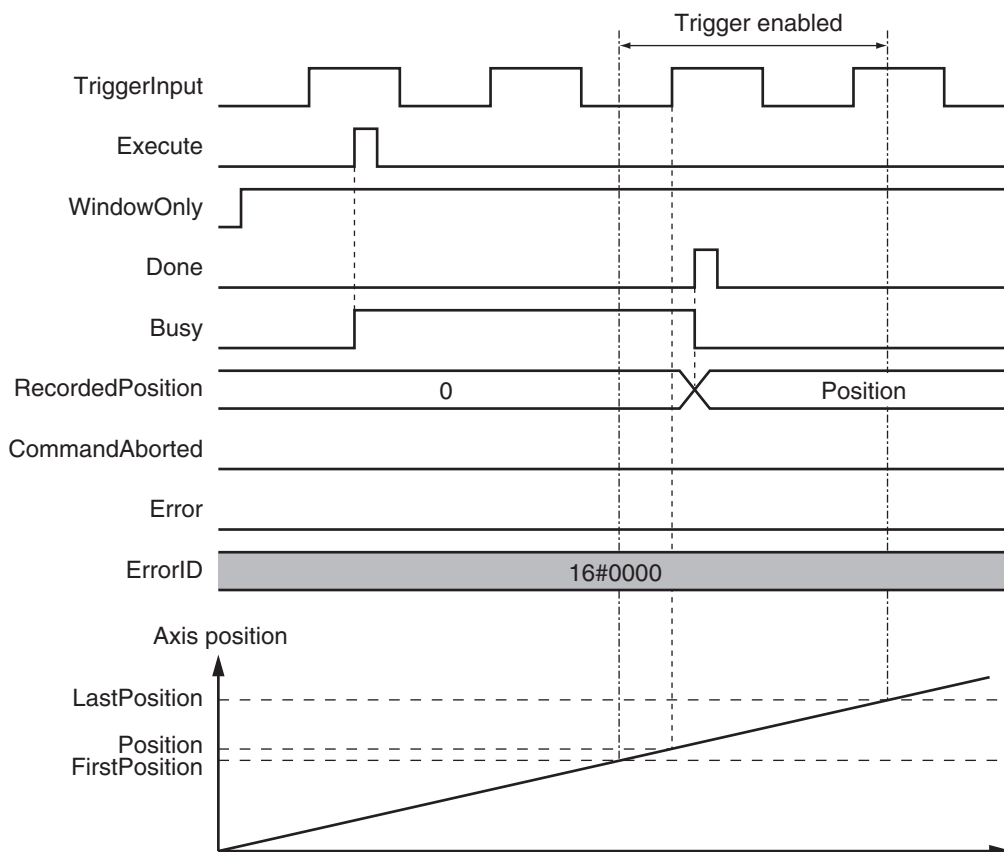 Trigger enabled
TriggerInput
Execute
WindowOnly
Done
Busy
RecordedPosition
0
Position
CommandAborted
Error
ErrorID
16#0000
Axis position
LastPosition
Position
FirstPosition